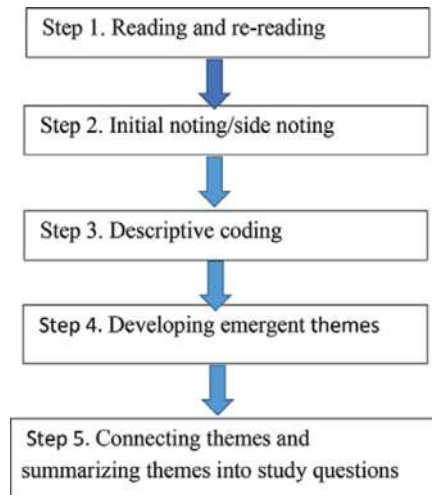 Step 1. Reading and re-reading
Step 2. Initial noting/side noting
Step 3. Descriptive coding
Step 4. Developing emergent themes
Step 5. Connecting themes and
summarizing themes into study questions